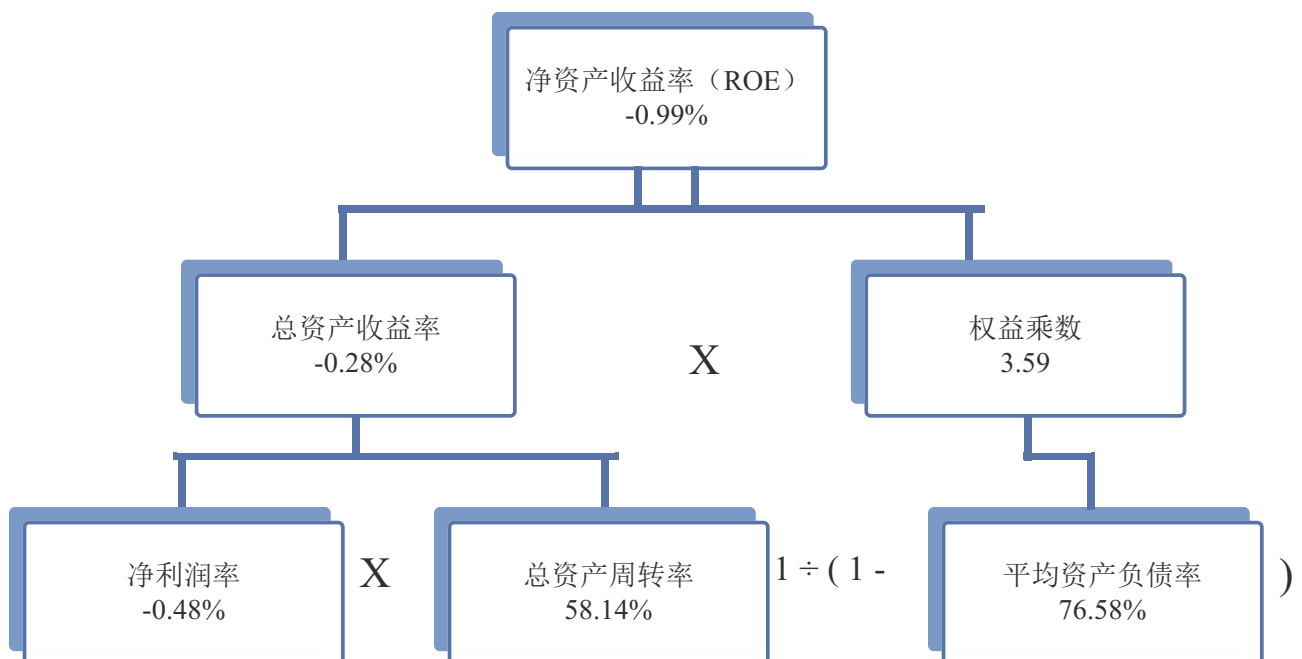 净资产收益率（ROE）
-0.99%
总资产收益率
-0.28%
X
权益乘数
3.59
净利润率
-0.48%
X
总资产周转率
58.14%
1 ÷ ( 1 -
平均资产负债率
76.58%
)